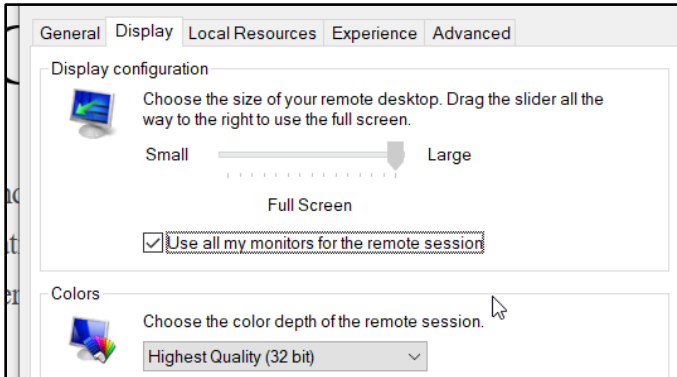 General Display Local Resources Experience Advanced
Display configuration
Choose the size of your remote desktop. Drag the slider all the
way to the right to use the full screen.
Small Large
Full Screen
Use all my monitors for the remote session
Colors
Choose the color depth of the remote session.
Highest Quality (32 bit)